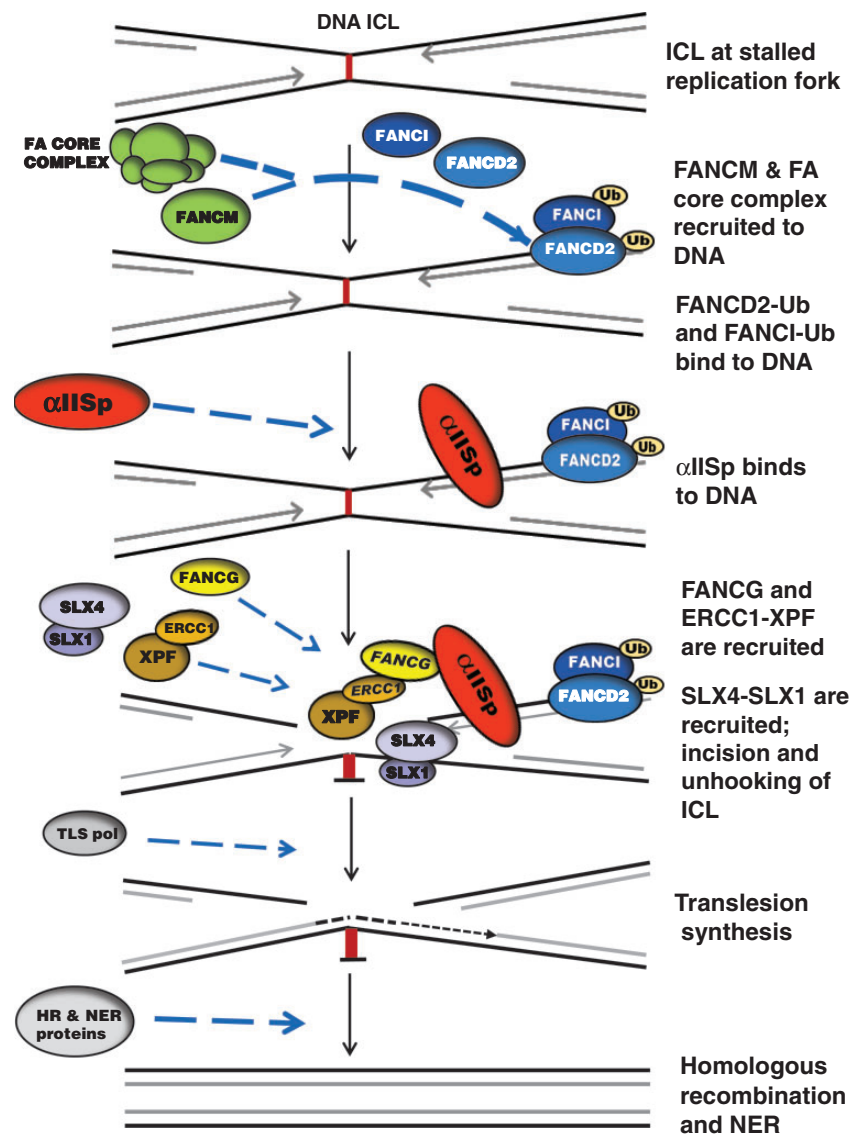 DNA ICL
ICL at stalled
replication fork
FA CORE
COMPLEX
FANCM
FANCI
FANCD2
Ub
FANCI
Ub
FANCD2
FANCM & FA
core complex
recruited to
DNA
FANCD2-Ub
and FANCI-Ub
bind to DNA
αIISp
αIISp
Ub
FANCI
Ub
FANCD2
αIISp binds
to DNA
FANCG
SLX4
SLX1
ERCC1
XPF
FANCG
ERCC1
XPF
αIISp
SLX4
SLX1
Ub
FANCI
Ub
FANCD2
FANCG and
ERCC1-XPF
are recruited
SLX4-SLX1 are
recruited;
incision and
unhooking of
ICL
TLS pol
Translesion
synthesis
HR & NER
proteins
Homologous
recombination
and NER